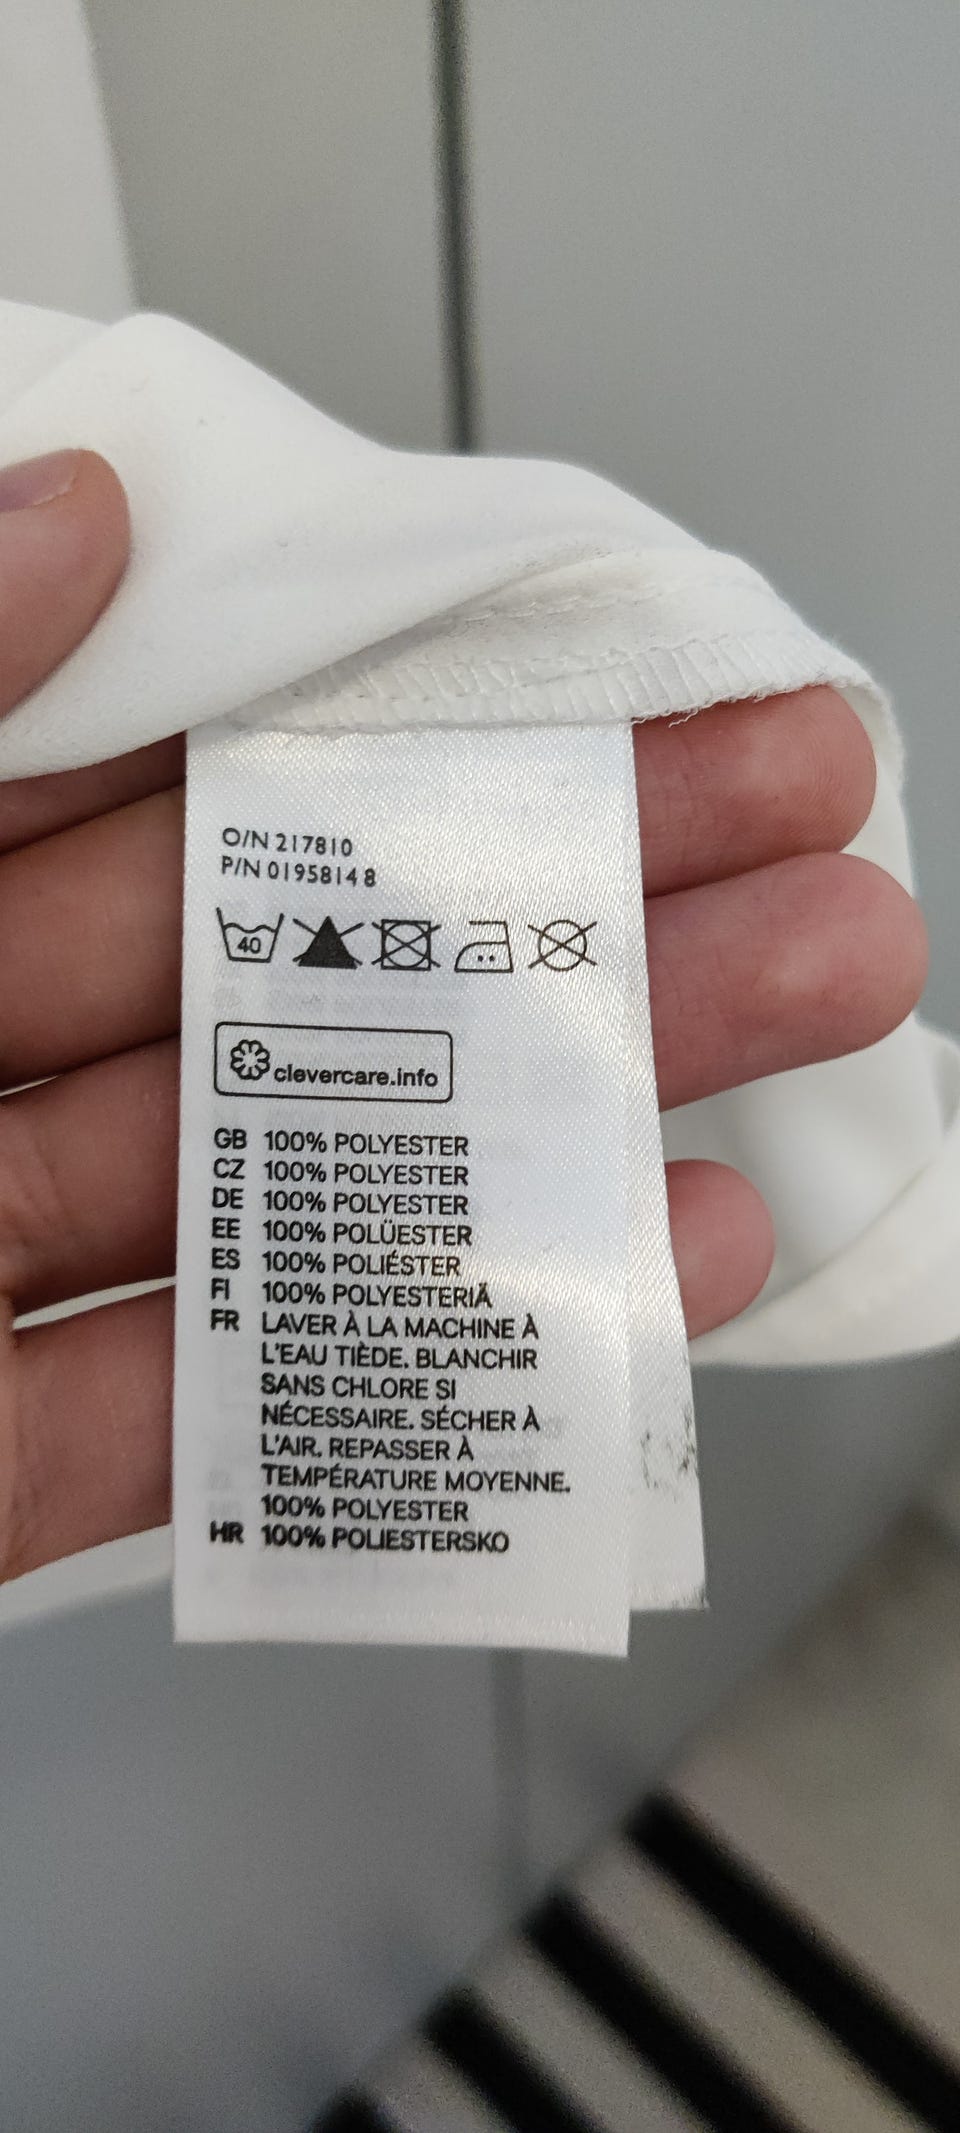 O/N 217810
P/N 01958148
40
clevercare.info
GB 100% POLYESTER
CZ 100% POLYESTER
DE 100% POLYESTER
EE 100% POLÜESTER
ES 100% POLIÉSTER
FI 100% POLYESTERIÄ
FR LAVER À LA MACHINE À
L'EAU TIÈDE. BLANCHIR
SANS CHLORE SI
NÉCESSAIRE. SÉCHER À
L'AIR. REPASSER À
TEMPÉRATURE MOYENNE.
100% POLYESTER
HR 100% POLIESTERSKO